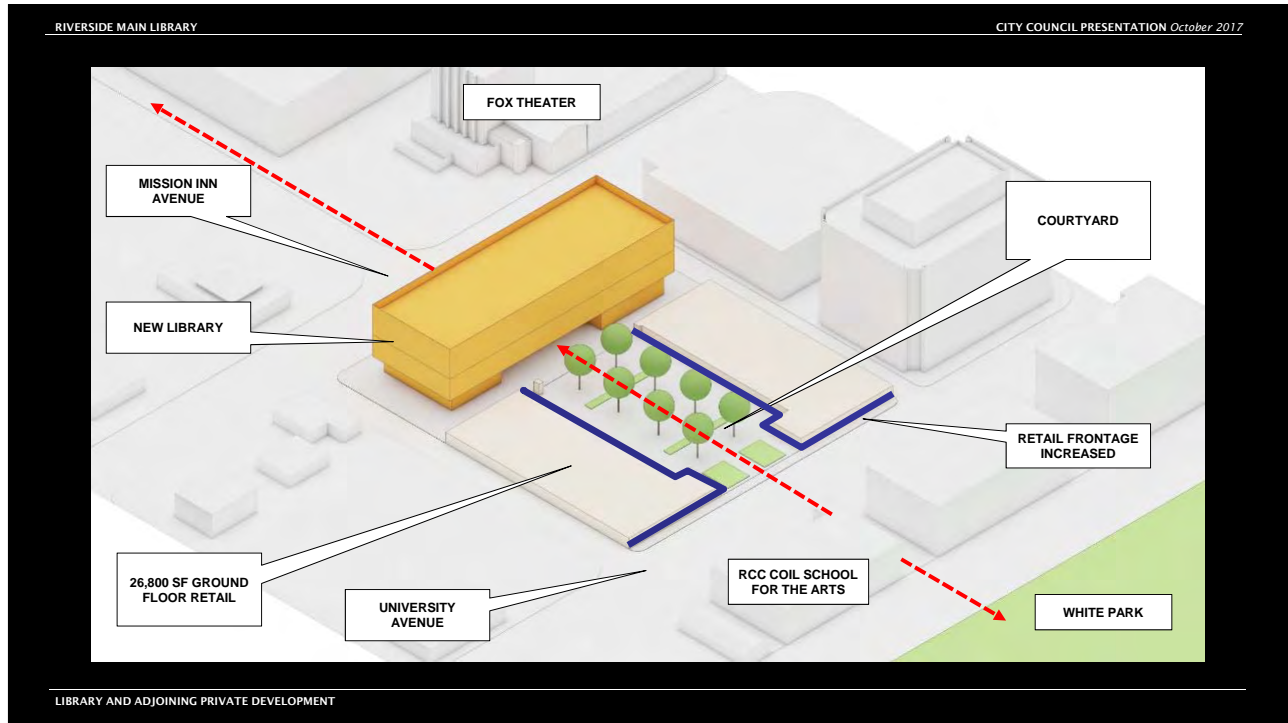 RIVERSIDE MAIN LIBRARY
CITY COUNCIL PRESENTATION October 2017
FOX THEATER
MISSION INN
AVENUE
COURTYARD
NEW LIBRARY
RETAIL FRONTAGE
INCREASED
26,800 SF GROUND
FLOOR RETAIL
UNIVERSITY
AVENUE
RCC COIL SCHOOL
FOR THE ARTS
WHITE PARK
LIBRARY AND ADJOINING PRIVATE DEVELOPMENT